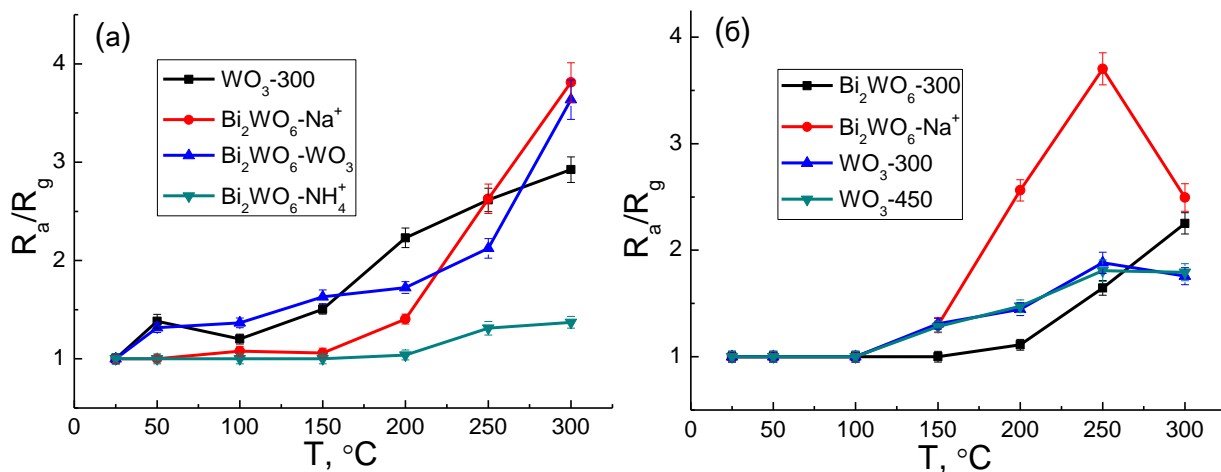 (а)
WO₃-300
Bi₂WO₆-Na⁺
Bi₂WO₆-WO₃
Bi₂WO₆-NH₄⁺
Rₐ/R_g
4
3
2
1
0 50 100 150 200 250 300
T, °C
(б)
Bi₂WO₆-300
Bi₂WO₆-Na⁺
WO₃-300
WO₃-450
Rₐ/R_g
4
3
2
1
0 50 100 150 200 250 300
T, °C